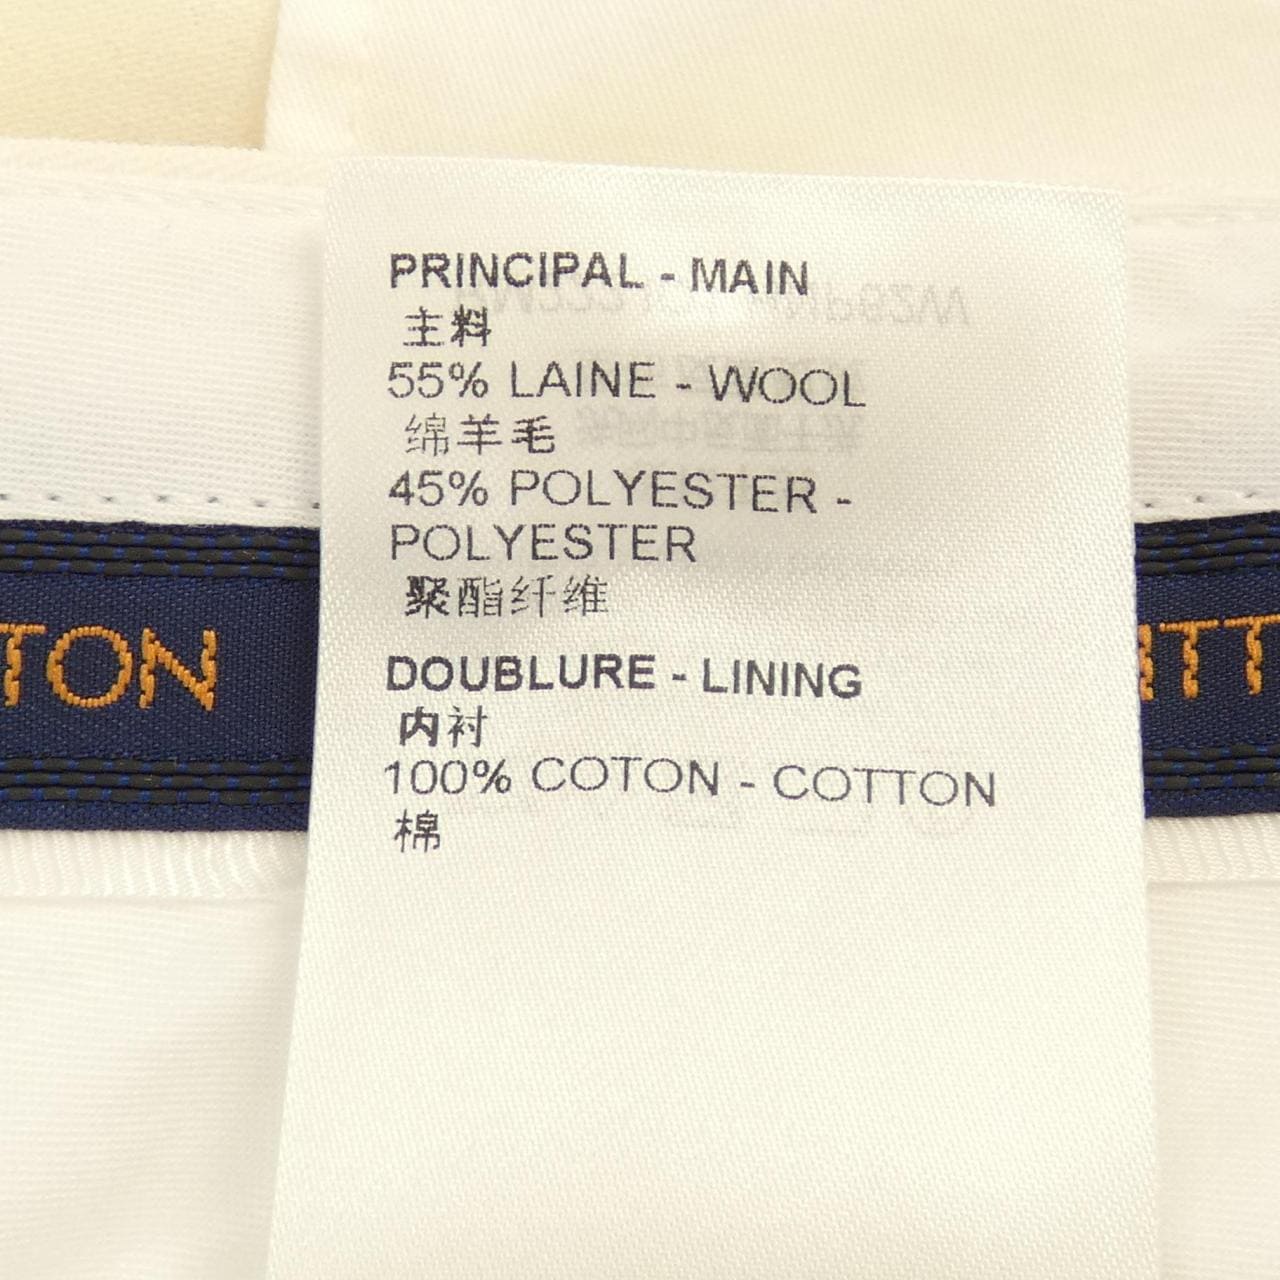 PRINCIPAL - MAIN
主料
55% LAINE - WOOL
绵羊毛
45% POLYESTER -
POLYESTER
聚酯纤维
DOUBLURE - LINING
内衬
100% COTON - COTTON
棉
TON
ITT